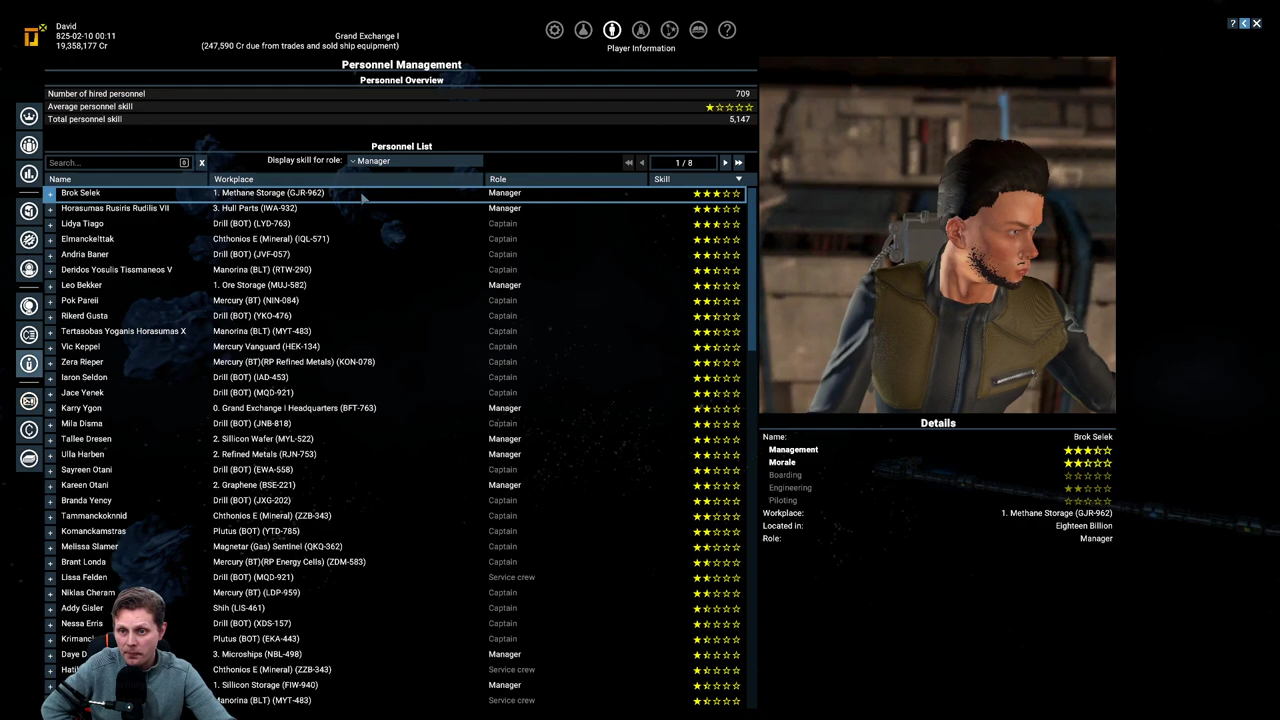 David
825-02-10 00:11
19,358,177 Cr
Grand Exchange I
(247,590 Cr due from trades and sold ship equipment)
?
Player Information
?
Personnel Management
Personnel Overview
Number of hired personnel 709
Average personnel skill
Total personnel skill 5,147
Personnel List
Search... X Display skill for role: Manager 1 / 8
Name Workplace Role Skill
+ Brok Selek 1. Methane Storage (GJR-962) Manager
+ Horasumas Rusiris Rudilis VII 3. Hull Parts (IWA-932) Manager
+ Lidya Tiago Drill (BOT) (LYD-763) Captain
+ Elmanckelttak Chthonios E (Mineral) (IQL-571) Captain
+ Andria Baner Drill (BOT) (JVF-057) Captain
+ Deridos Yosulis Tissmaneos V Manorina (BLT) (RTW-290) Captain
+ Leo Bekker 1. Ore Storage (MUJ-582) Manager
+ Pok Pareii Mercury (BT) (NIN-084) Captain
+ Rikerd Gusta Drill (BOT) (YKO-476) Captain
+ Tertasobas Yoganis Horasumas X Manorina (BLT) (MYT-483) Captain
+ Vic Keppel Mercury Vanguard (HEK-134) Captain
+ Zera Rieper Mercury (BT)(RP Refined Metals) (KON-078) Captain
+ Iaron Seldon Drill (BOT) (IAD-453) Captain
+ Jace Yenek Drill (BOT) (MQD-921) Captain
+ Karry Ygon 0. Grand Exchange I Headquarters (BFT-763) Manager
+ Mila Disma Drill (BOT) (JNB-818) Captain
+ Tallee Dresen 2. Sillicon Wafer (MYL-522) Manager
+ Ulla Harben 2. Refined Metals (RJN-753) Manager
+ Sayreen Otani Drill (BOT) (EWA-558) Captain
+ Kareen Otani 2. Graphene (BSE-221) Manager
+ Branda Yency Drill (BOT) (JXG-202) Captain
+ Tammanckoknnid Chthonios E (Mineral) (ZZB-343) Captain
+ Komanckamstras Plutus (BOT) (YTD-785) Captain
+ Melissa Slamer Magnetar (Gas) Sentinel (QKQ-362) Captain
+ Brant Londa Mercury (BT)(RP Energy Cells) (ZDM-583) Captain
+ Lissa Felden Drill (BOT) (MQD-921) Service crew
+ Niklas Cheram Mercury (BT) (LDP-959) Captain
+ Addy Gisler Shih (LIS-461) Captain
+ Nessa Erris Drill (BOT) (XDS-157) Captain
+ Krimanc Plutus (BOT) (EKA-443) Captain
+ Daye D 3. Microships (NBL-498) Manager
+ Hati Chthonios E (Mineral) (ZZB-343) Service crew
1. Sillicon Storage (FIW-940) Manager
Manorina (BLT) (MYT-483) Service crew
Details
Name: Brok Selek
Management
Morale
Boarding
Engineering
Piloting
Workplace: 1. Methane Storage (GJR-962)
Located in: Eighteen Billion
Role: Manager